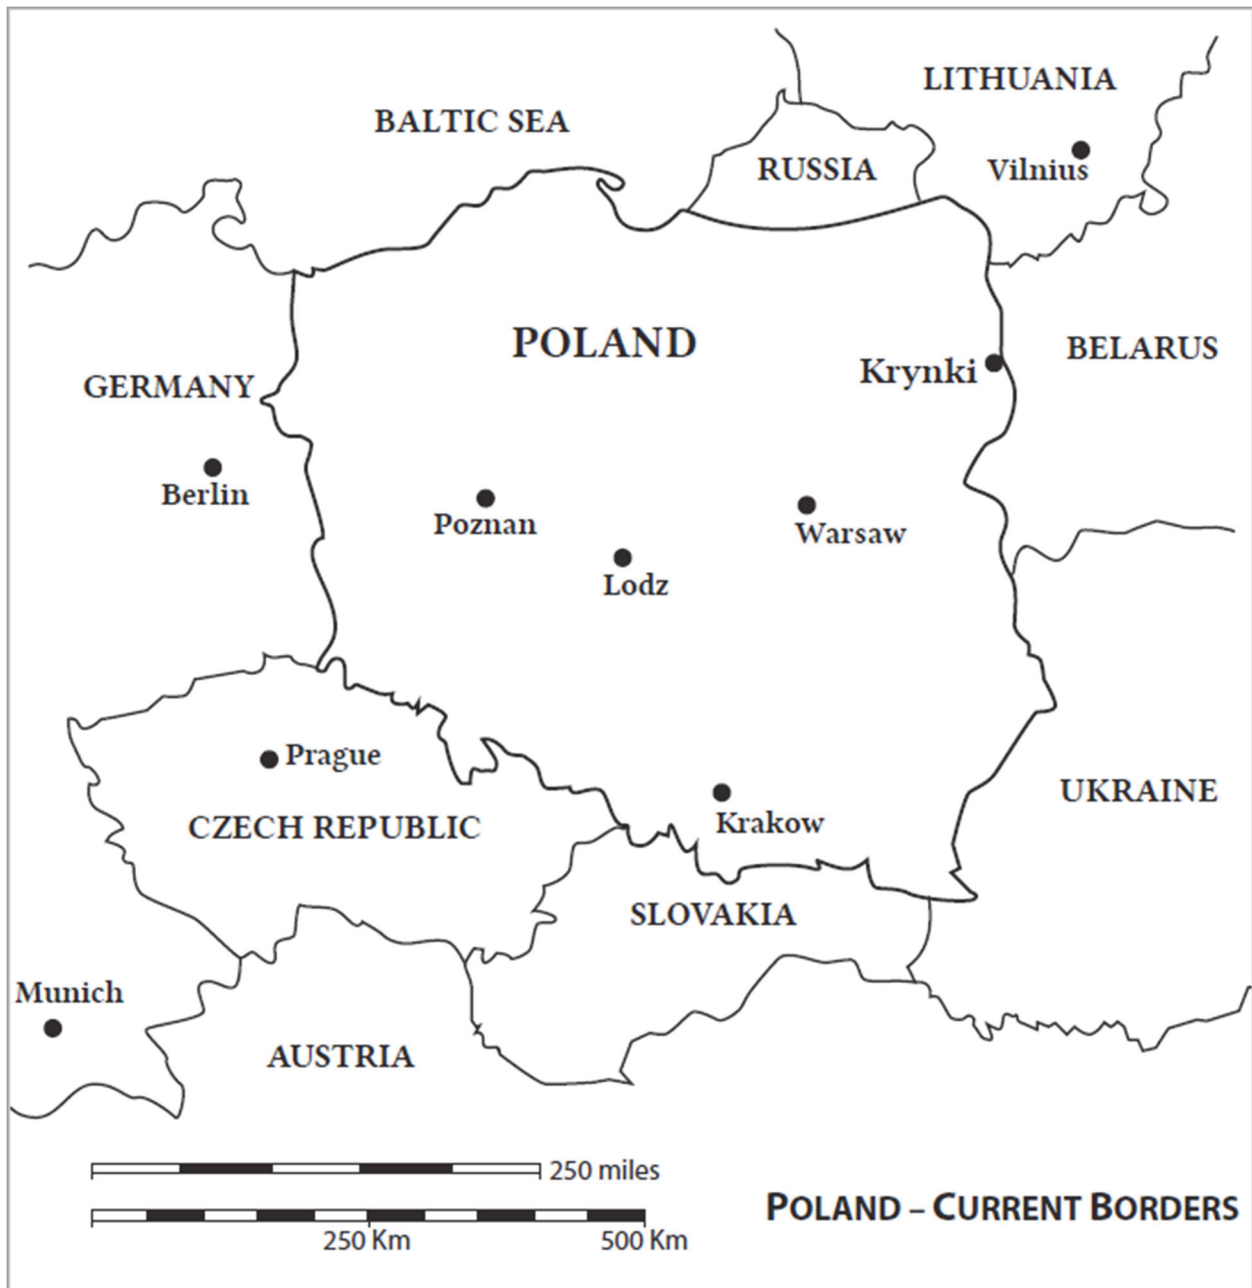 LITHUANIA
BALTIC SEA
RUSSIA
Vilnius
POLAND
BELARUS
Krynki
GERMANY
Berlin
Poznan
Warsaw
Lodz
Prague
UKRAINE
Krakow
CZECH REPUBLIC
SLOVAKIA
Munich
AUSTRIA
250 miles
POLAND – CURRENT BORDERS
250 Km
500 Km